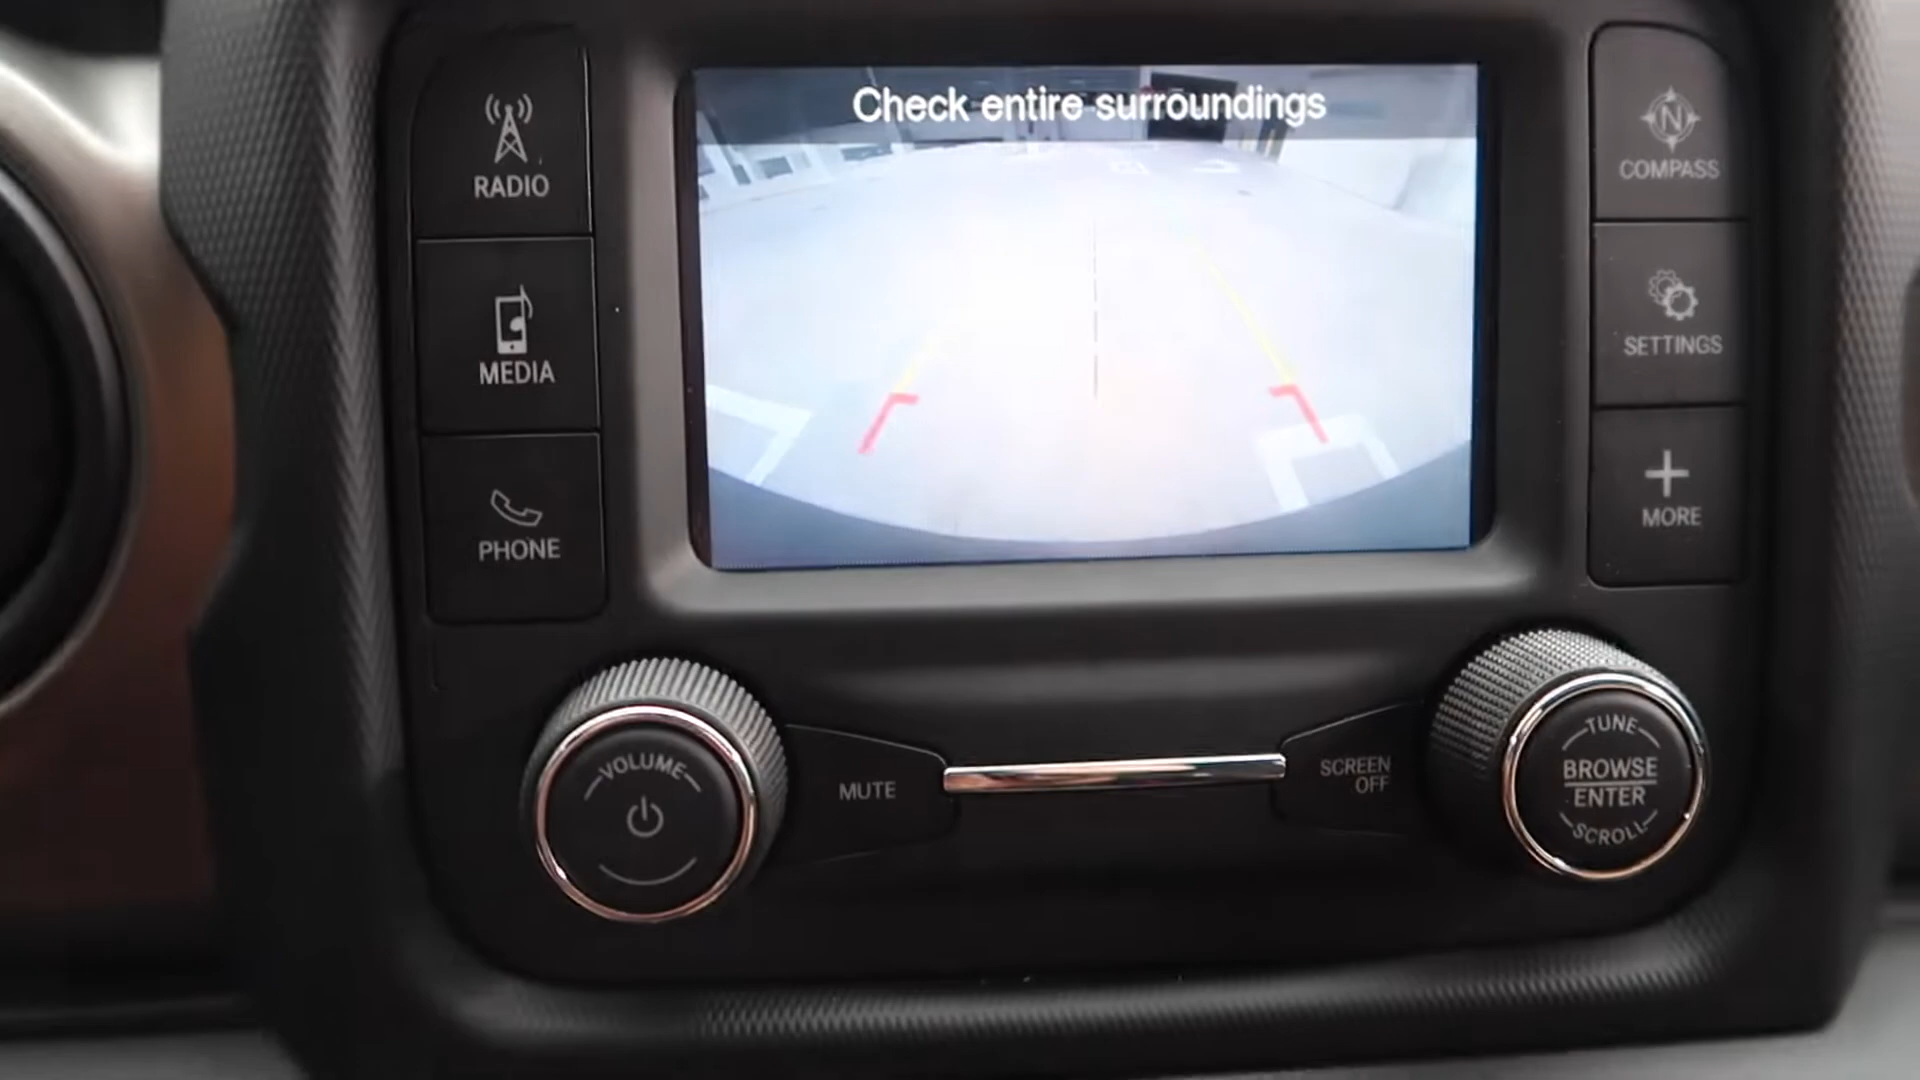 Check entire surroundings
RADIO
MEDIA
PHONE
N
COMPASS
SETTINGS
MORE
VOLUME
MUTE
SCREEN
OFF
TUNE
BROWSE
ENTER
SCROLL